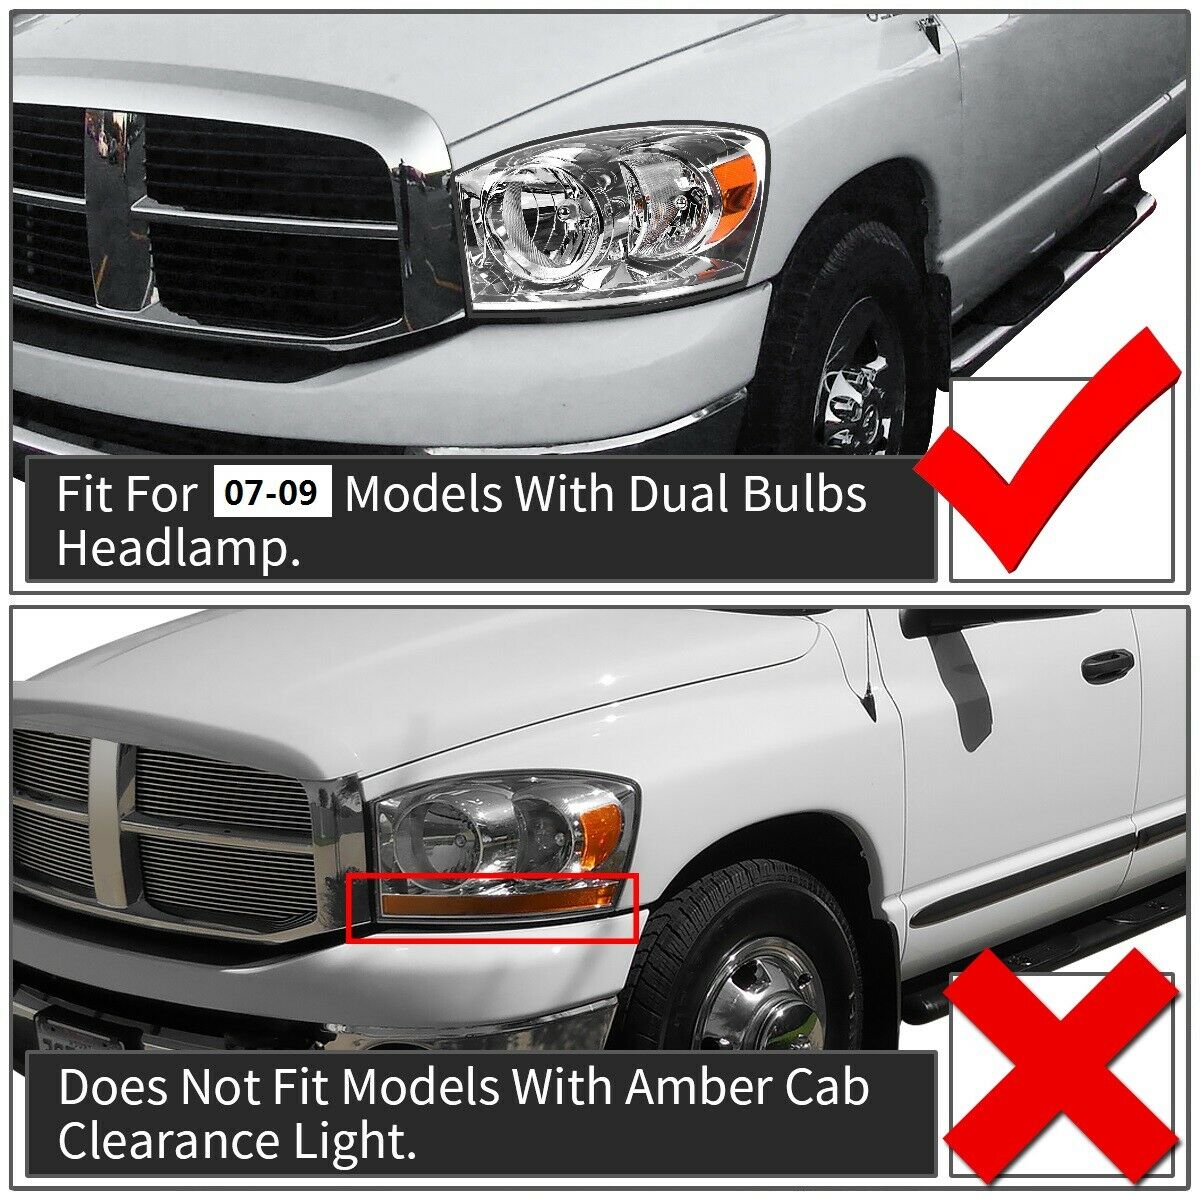 Fit For 07-09 Models With Dual Bulbs
Headlamp.
Does Not Fit Models With Amber Cab
Clearance Light.